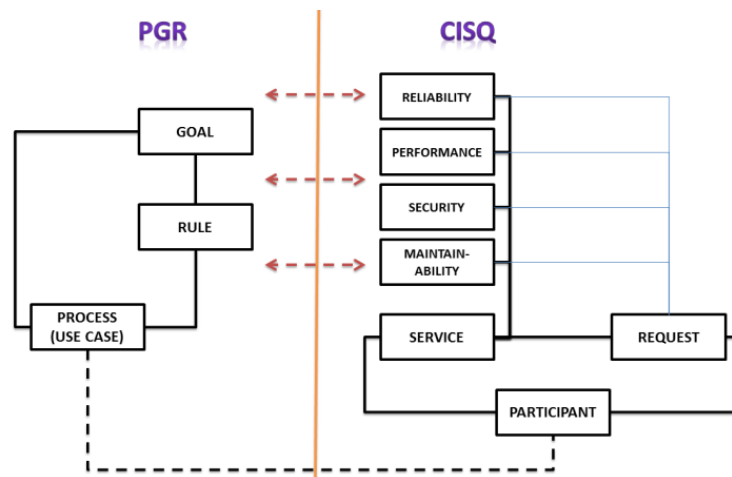 PGR
CISQ
RELIABILITY
GOAL
PERFORMANCE
SECURITY
RULE
MAINTAIN-
ABILITY
PROCESS
(USE CASE)
SERVICE
REQUEST
PARTICIPANT